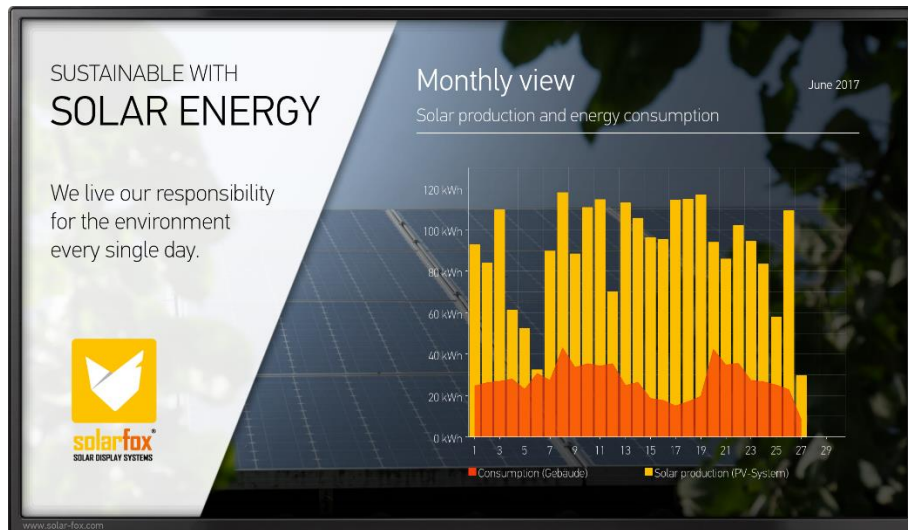 SUSTAINABLE WITH
SOLAR ENERGY
We live our responsibility
for the environment
every single day.
solarfox®
SOLAR DISPLAY SYSTEMS
www.solar-fox.com
Monthly view
June 2017
Solar production and energy consumption
120 kWh
100 kWh
80 kWh
60 kWh
40 kWh
20 kWh
0 kWh
1 3 5 7 9 11 13 15 17 19 21 23 25 27 29
Consumption (Gebäude) Solar production (PV-System)